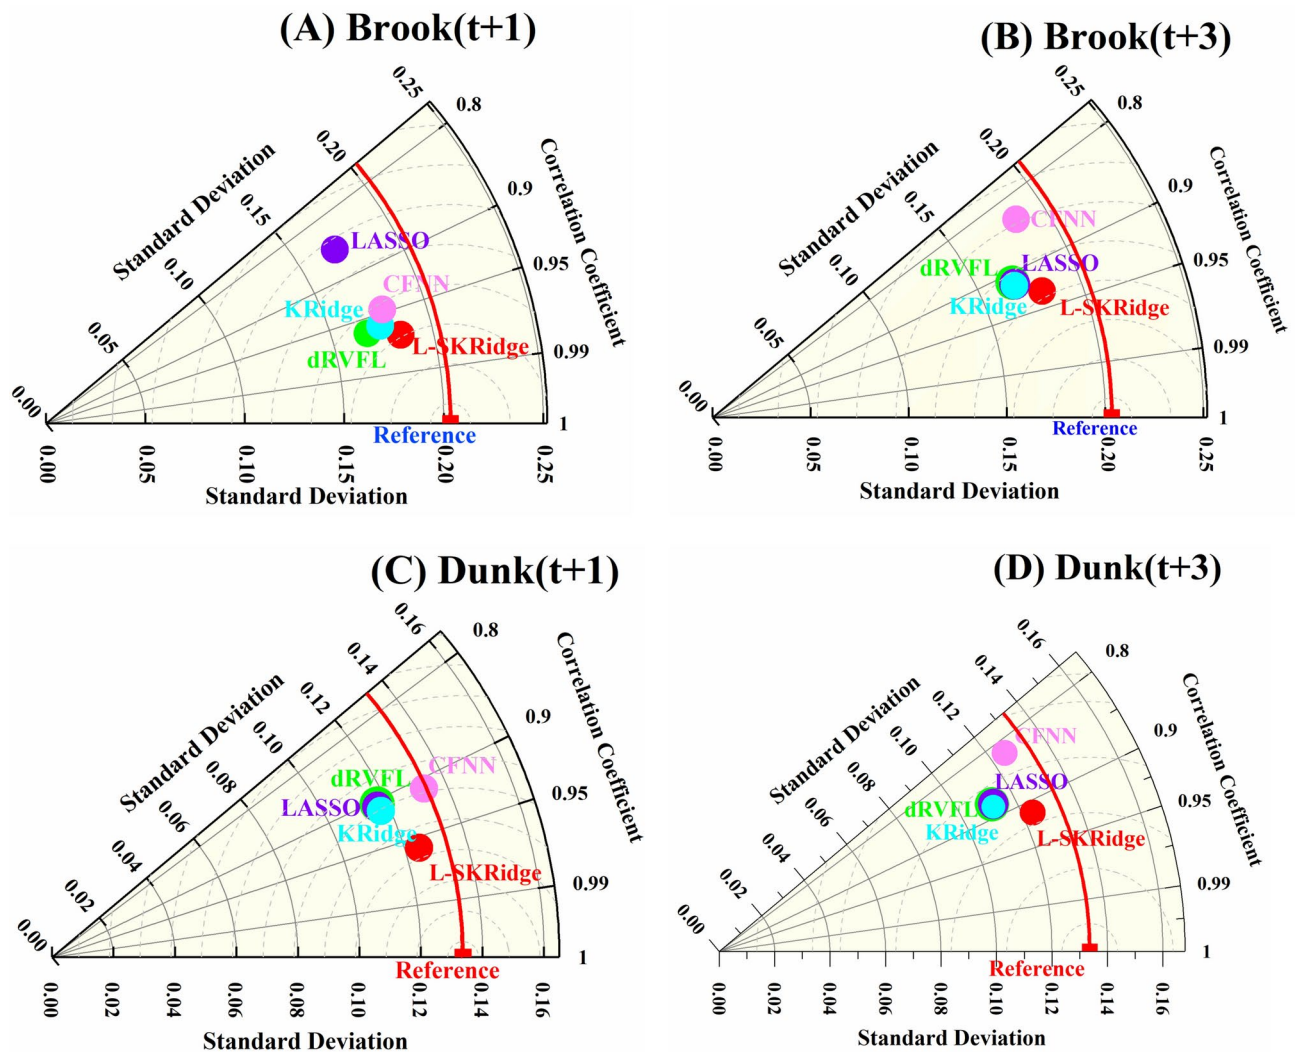 (A) Brook(t+1)
0.25
0.8
0.20
Standard Deviation
0.15
0.10
0.05
0.00
0.9
Correlation Coefficient
0.95
0.99
1
LASSO
CFNN
KRidge
L-SKRidge
dRVFL
Reference
0.00
0.05
0.15
0.20
0.25
Standard Deviation
(B) Brook(t+3)
0.25
0.8
0.20
Standard Deviation
0.15
0.10
0.05
0.00
0.9
Correlation Coefficient
0.95
0.99
1
CFNN
dRVFL
LASSO
KRidge
L-SKRidge
Reference
0.00
0.05
0.10
0.15
0.20
0.25
Standard Deviation
(C) Dunk(t+1)
0.16
0.8
0.14
0.12
Standard Deviation
0.10
0.08
0.06
0.04
0.02
0.00
0.9
Correlation Coefficient
0.95
0.99
1
CFNN
dRVFL
LASSO
KRidge
L-SKRidge
Reference
0.00
0.02
0.04
0.06
0.08
0.10
0.12
0.14
0.16
Standard Deviation
(D) Dunk(t+3)
0.16
0.8
0.14
0.12
Standard Deviation
0.10
0.08
0.06
0.04
0.02
0.00
0.9
Correlation Coefficient
0.95
0.99
1
CFNN
LASSO
dRVFL
KRidge
L-SKRidge
Reference
0.00
0.02
0.04
0.06
0.08
0.10
0.12
0.14
0.16
Standard Deviation